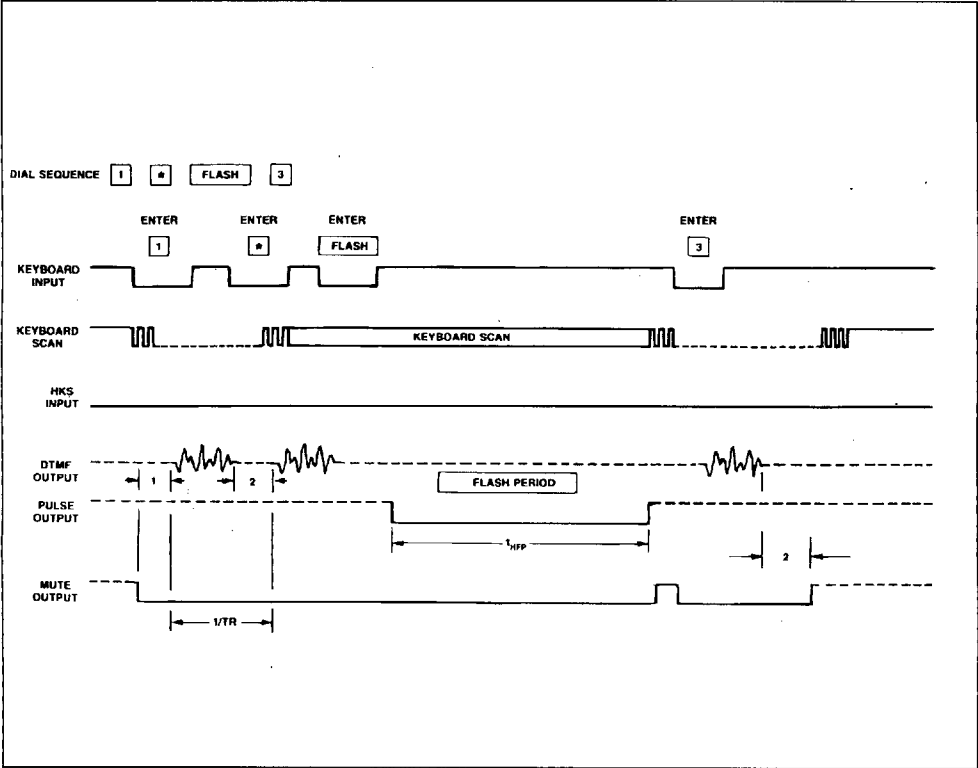 DIAL SEQUENCE 1 * FLASH 3
ENTER ENTER ENTER ENTER
1 * FLASH 3
KEYBOARD INPUT
KEYBOARD SCAN KEYBOARD SCAN
HKS INPUT
DTMF OUTPUT
1 2 FLASH PERIOD
PULSE OUTPUT
tHFP
2
MUTE OUTPUT
1/TR